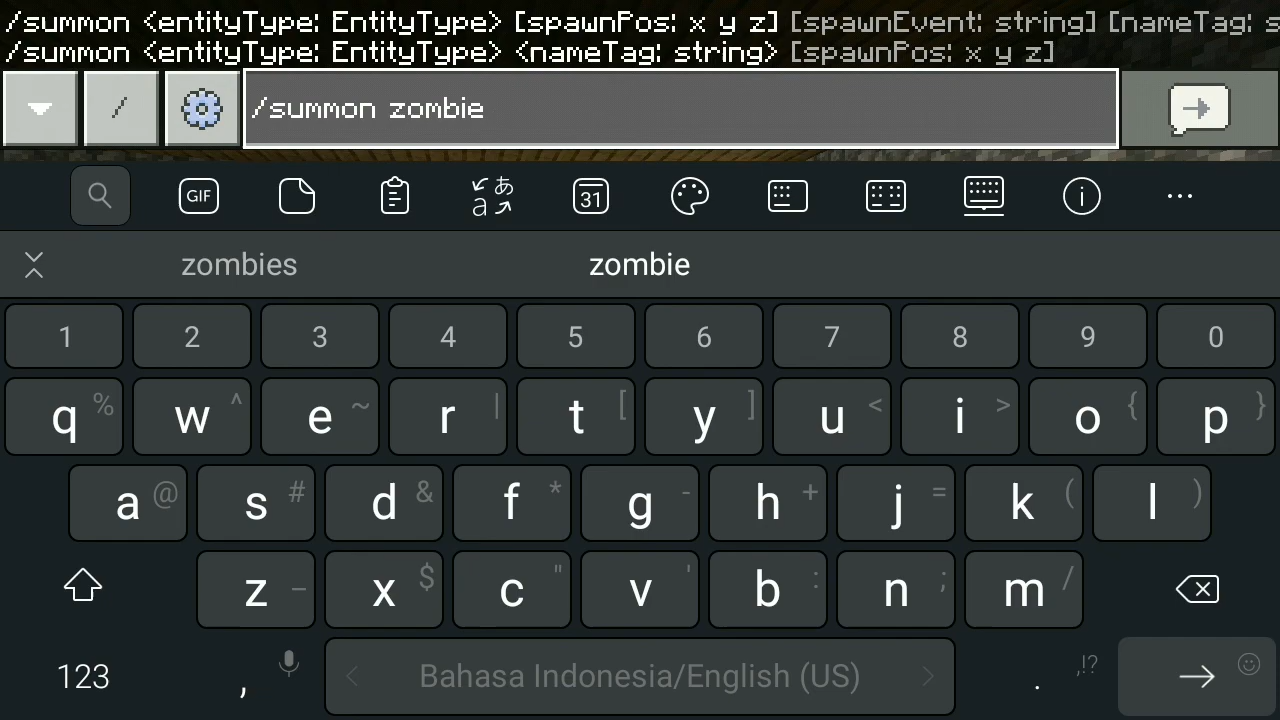 /summon <entityType: EntityType> [spawnPos: x y z] [spawnEvent: string] [nameTag: s
/summon <entityType: EntityType> <nameTag: string> [spawnPos: x y z]
/ /summon zombie
GIF a あ 31 i ...
zombies zombie
1 2 3 4 5 6 7 8 9 0
q % w ^ e ~ r | t [ y ] u < i > o { p }
a @ s # d & f * g - h + j = k ( l )
z _ x $ c " v ' b : n ; m /
123 , < Bahasa Indonesia/English (US) > . ,!?